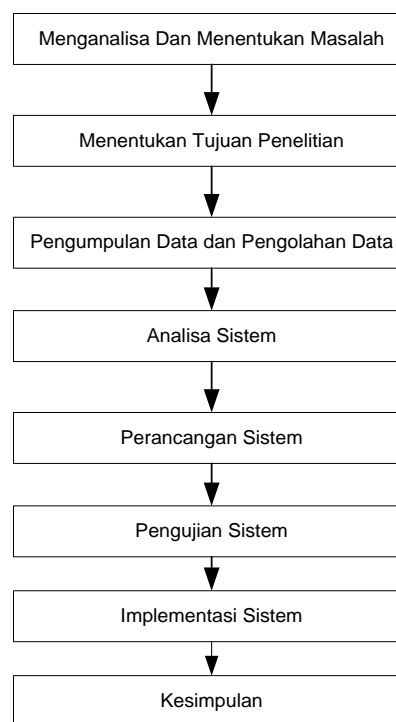 Menganalisa Dan Menentukan Masalah
Menentukan Tujuan Penelitian
Pengumpulan Data dan Pengolahan Data
Analisa Sistem
Perancangan Sistem
Pengujian Sistem
Implementasi Sistem
Kesimpulan